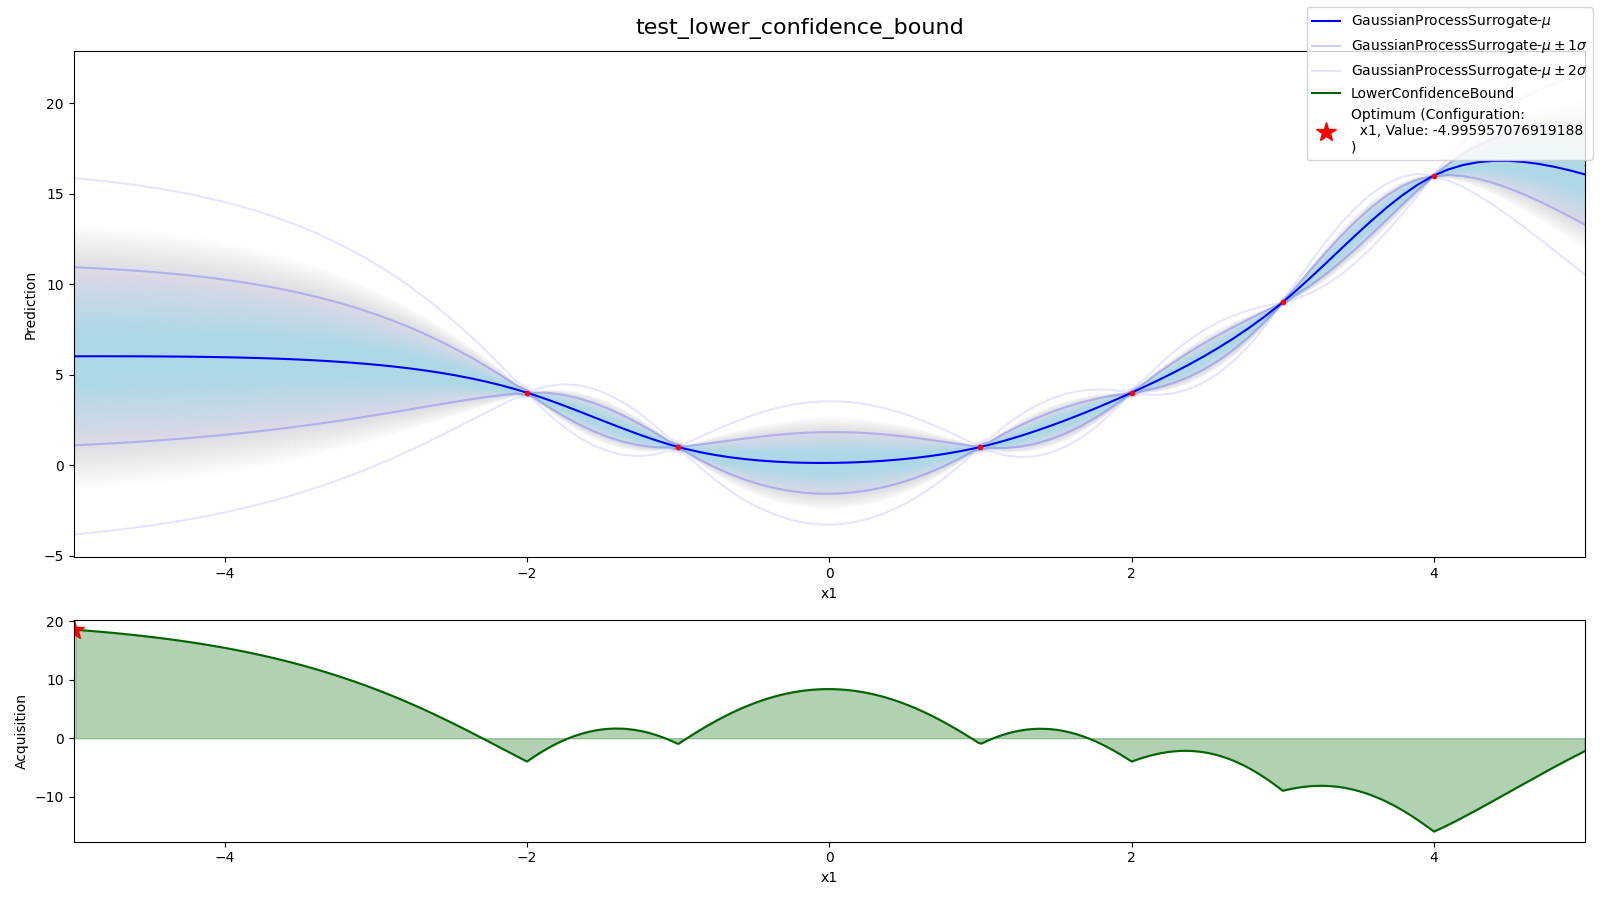 test_lower_confidence_bound
GaussianProcessSurrogate-μ
GaussianProcessSurrogate-μ ± 1σ
GaussianProcessSurrogate-μ ± 2σ
LowerConfidenceBound
Optimum (Configuration:
x1, Value: -4.995957076919188
)
20
15
10
5
0
−5
Prediction
−4
−2
0
2
4
x1
20
10
0
−10
Acquisition
−4
−2
0
2
4
x1